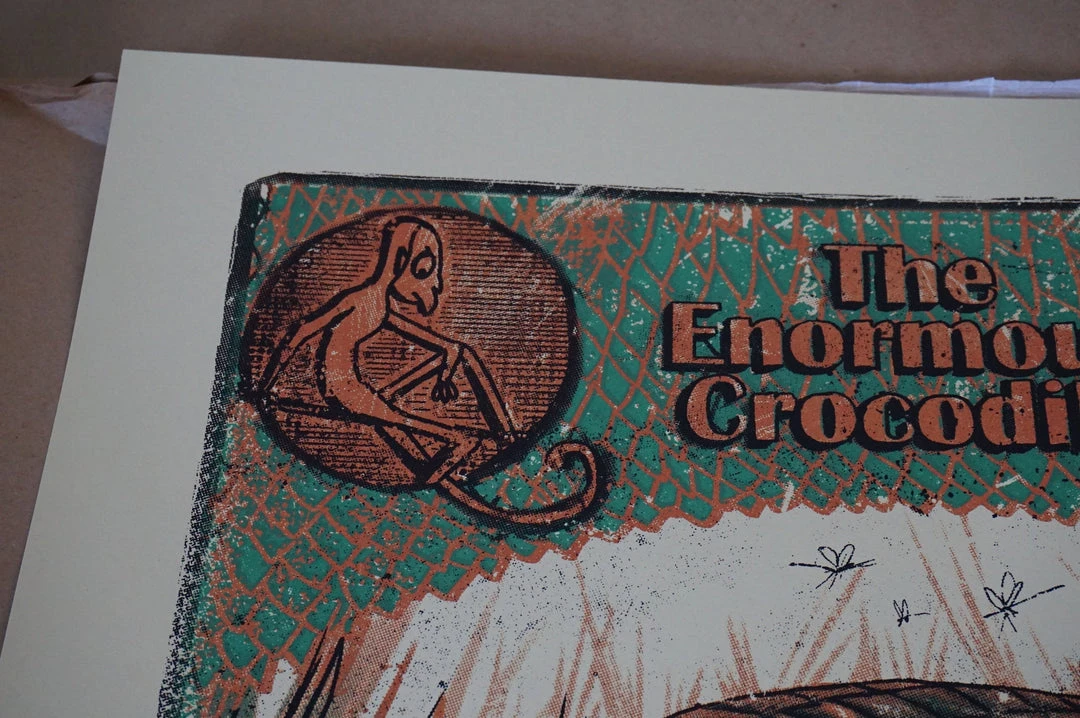 The
Enormou
Crocodi